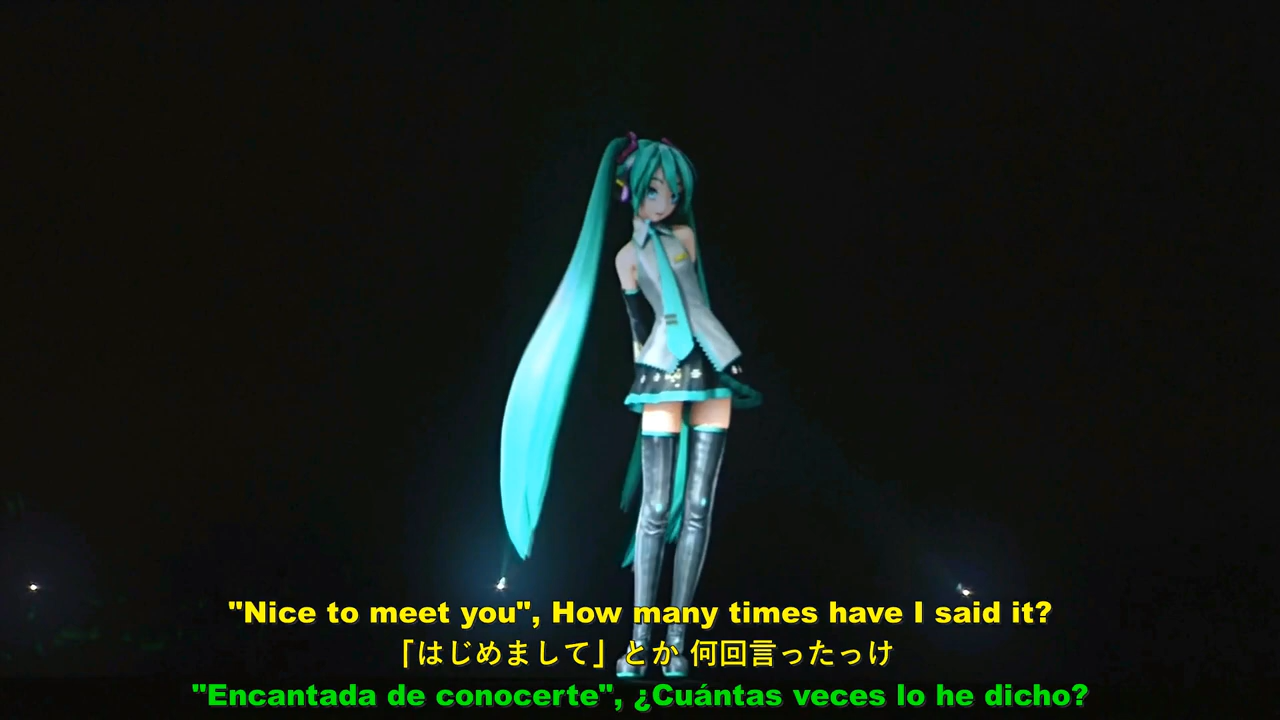 "Nice to meet you", How many times have I said it?
「はじめまして」とか 何回言ったっけ
"Encantada de conocerte", ¿Cuántas veces lo he dicho?